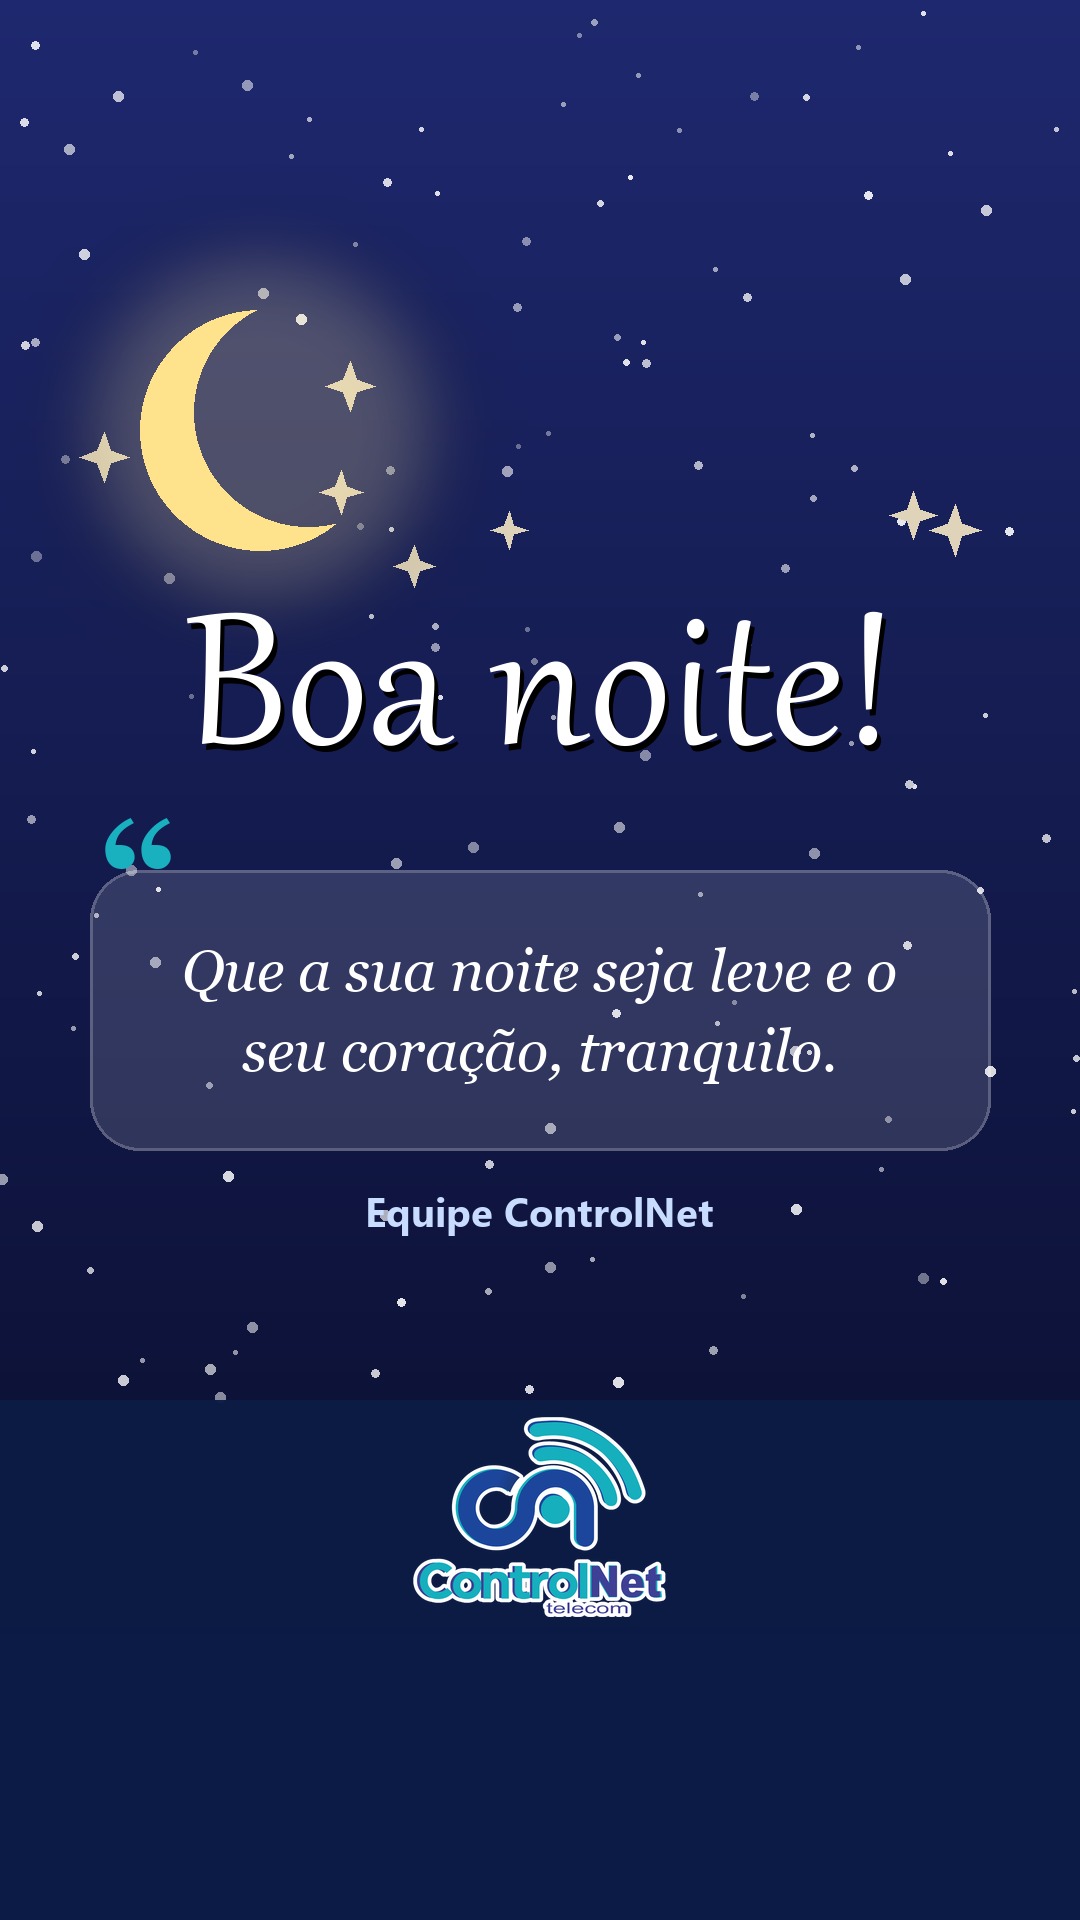 Boa noite!
“
Que a sua noite seja leve e o
seu coração, tranquilo.
Equipe ControlNet
ControlNet
telecom